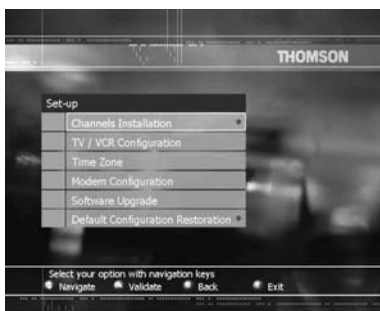 THOMSON
Set-up
Channels Installation
TV / VCR Configuration
Time Zone
Modem Configuration
Software Upgrade
Default Configuration Restoration
Select your option with navigation keys
Navigate Validate Back Exit